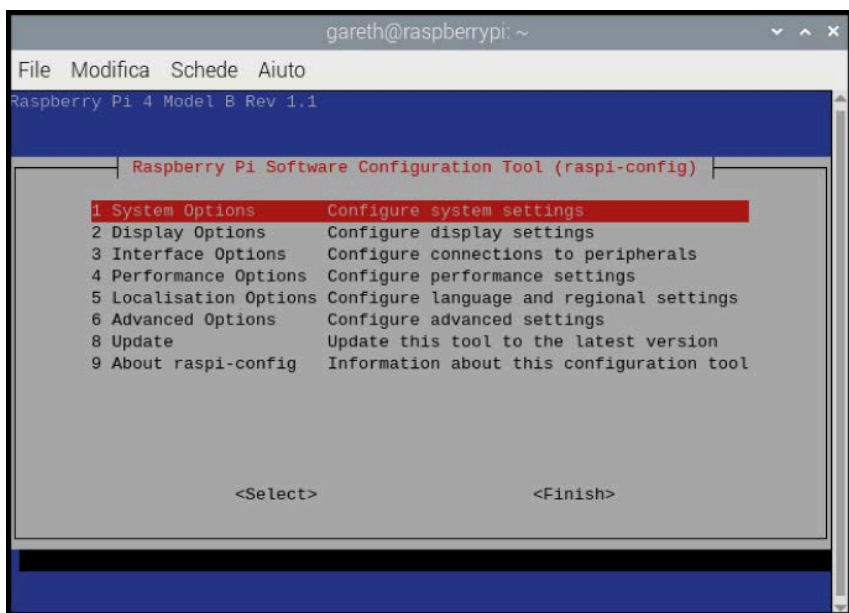 gareth@raspberrypi: ~
File Modifica Schede Aiuto
Raspberry Pi 4 Model B Rev 1.1
Raspberry Pi Software Configuration Tool (raspi-config)
1 System Options Configure system settings
2 Display Options Configure display settings
3 Interface Options Configure connections to peripherals
4 Performance Options Configure performance settings
5 Localisation Options Configure language and regional settings
6 Advanced Options Configure advanced settings
8 Update Update this tool to the latest version
9 About raspi-config Information about this configuration tool
<Select> <Finish>